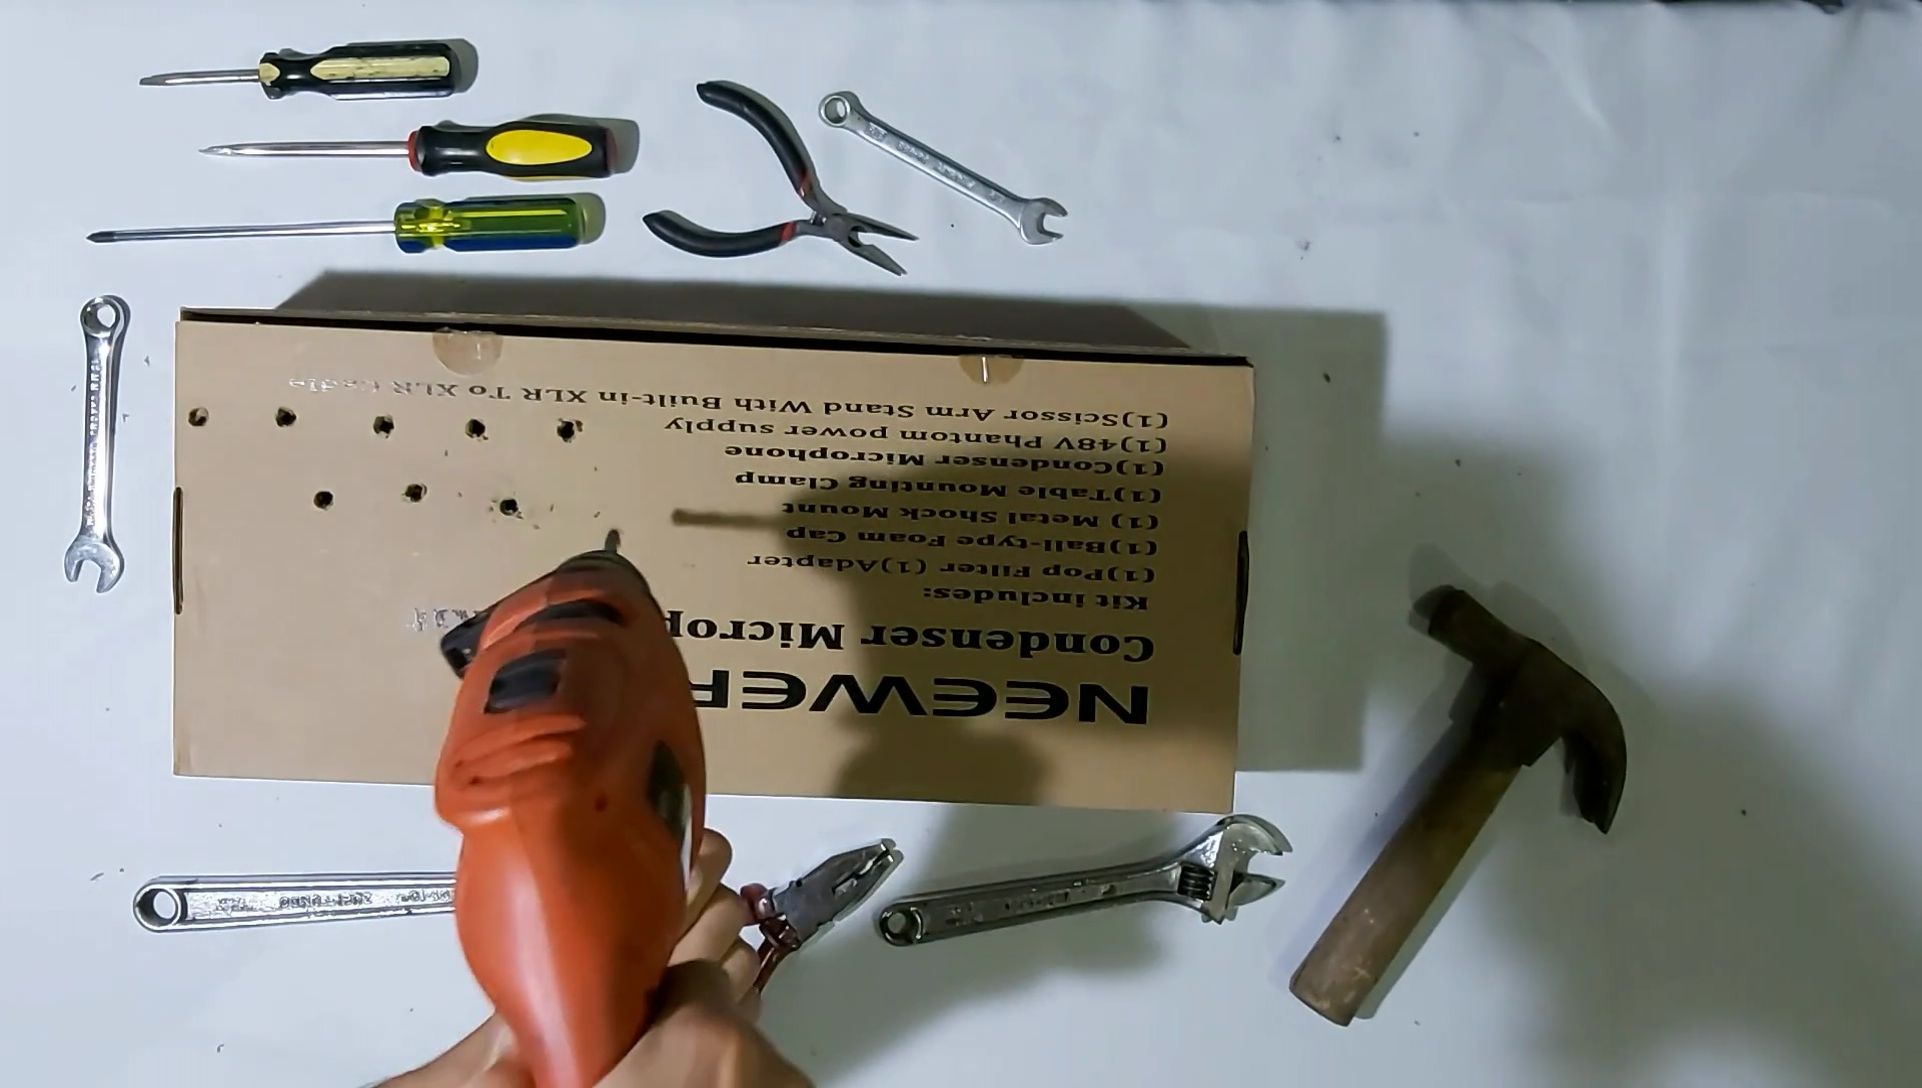 NEEWER
Condenser Microp
Kit includes:
(1)Pop Filter (1)Adapter
(1)Ball-type Foam Cap
(1) Metal Shock Mount
(1)Table Mounting Clamp
(1)Condenser Microphone
(1)48V Phantom power supply
(1)Scissor Arm Stand With Built-in XLR To XLR Cable